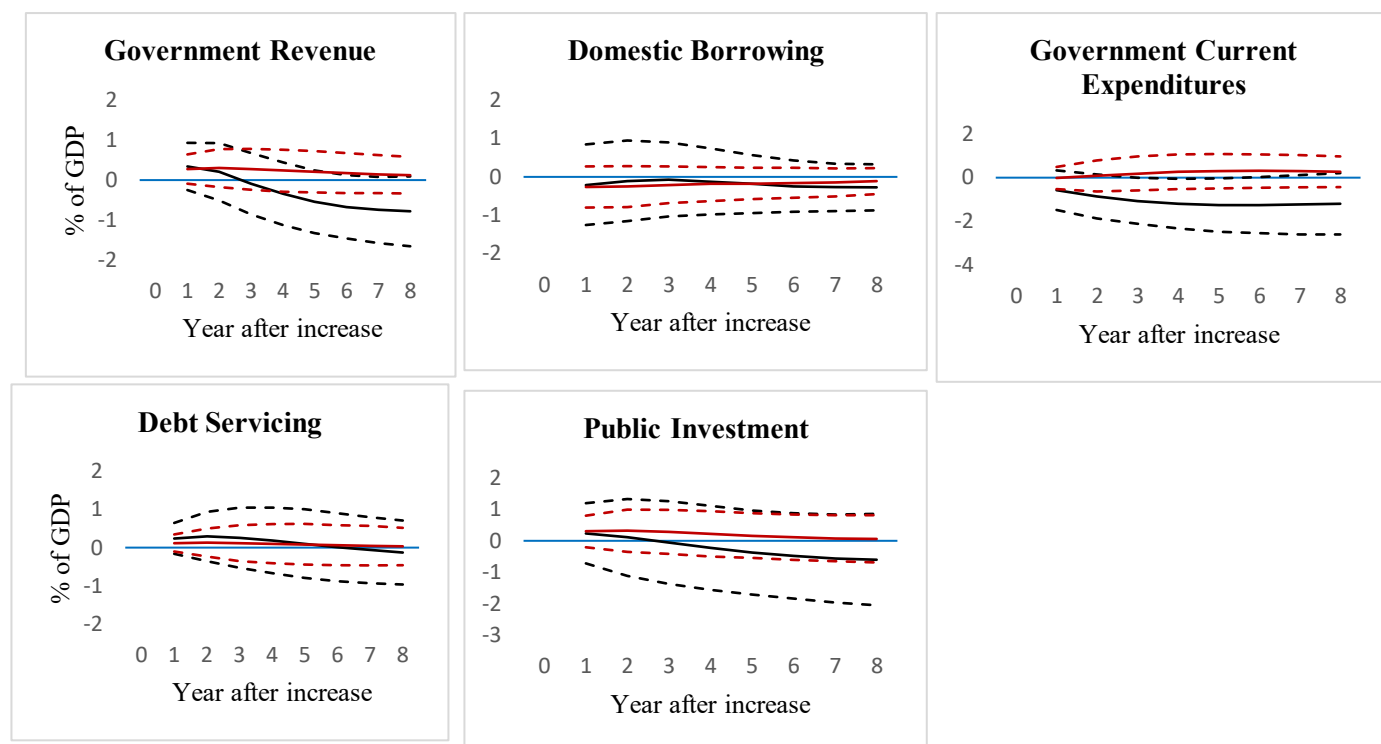 Government Revenue
% of GDP
2
1
0
-1
-2
0 1 2 3 4 5 6 7 8
Year after increase
Domestic Borrowing
2
1
0
-1
-2
0 1 2 3 4 5 6 7 8
Year after increase
Government Current
Expenditures
2
0
-2
-4
0 1 2 3 4 5 6 7 8
Year after increase
Debt Servicing
% of GDP
2
1
0
-1
-2
0 1 2 3 4 5 6 7 8
Year after increase
Public Investment
2
1
0
-1
-2
-3
0 1 2 3 4 5 6 7 8
Year after increase